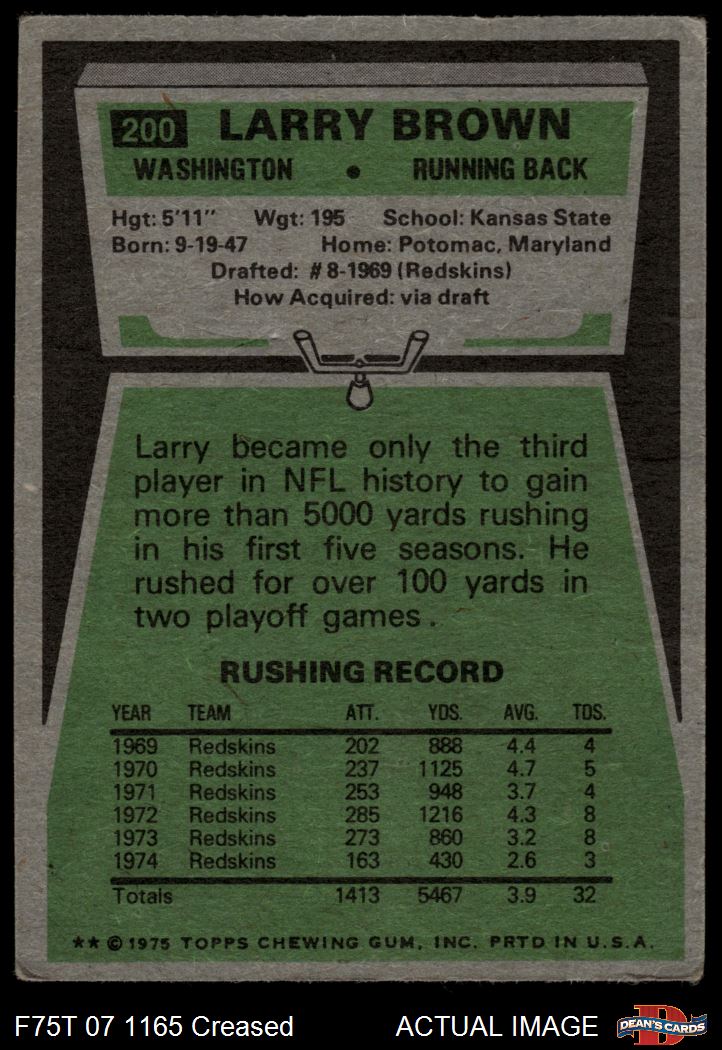 200 LARRY BROWN
WASHINGTON • RUNNING BACK
Hgt: 5'11" Wgt: 195 School: Kansas State
Born: 9-19-47 Home: Potomac, Maryland
Drafted: #8-1969 (Redskins)
How Acquired: via draft
Larry became only the third
player in NFL history to gain
more than 5000 yards rushing
in his first five seasons. He
rushed for over 100 yards in
two playoff games.
RUSHING RECORD
YEAR TEAM ATT. YDS. AVG. TDS.
1969 Redskins 202 888 4.4 4
1970 Redskins 237 1125 4.7 5
1971 Redskins 253 948 3.7 4
1972 Redskins 285 1216 4.3 8
1973 Redskins 273 860 3.2 8
1974 Redskins 163 430 2.6 3
Totals 1413 5467 3.9 32
★★ © 1975 TOPPS CHEWING GUM, INC. PRTD IN U.S.A.
F75T 07 1165 Creased ACTUAL IMAGE D DEAN'S CARDS